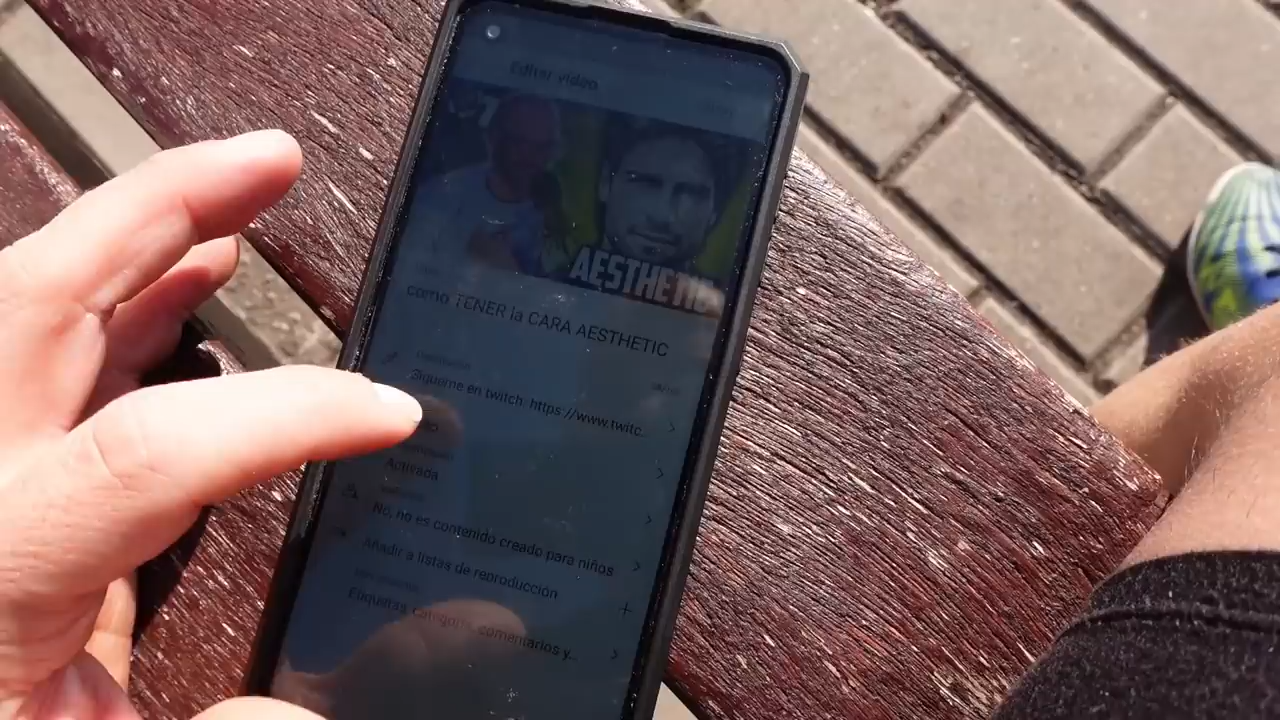 Editar video
AESTHETIC
como TENER la CARA AESTHETIC
Sígueme en twitch: https://www.twitc...
Activada
No, no es contenido creado para niños
Añadir a listas de reproducción
Etiquetas, categoría, comentarios y...